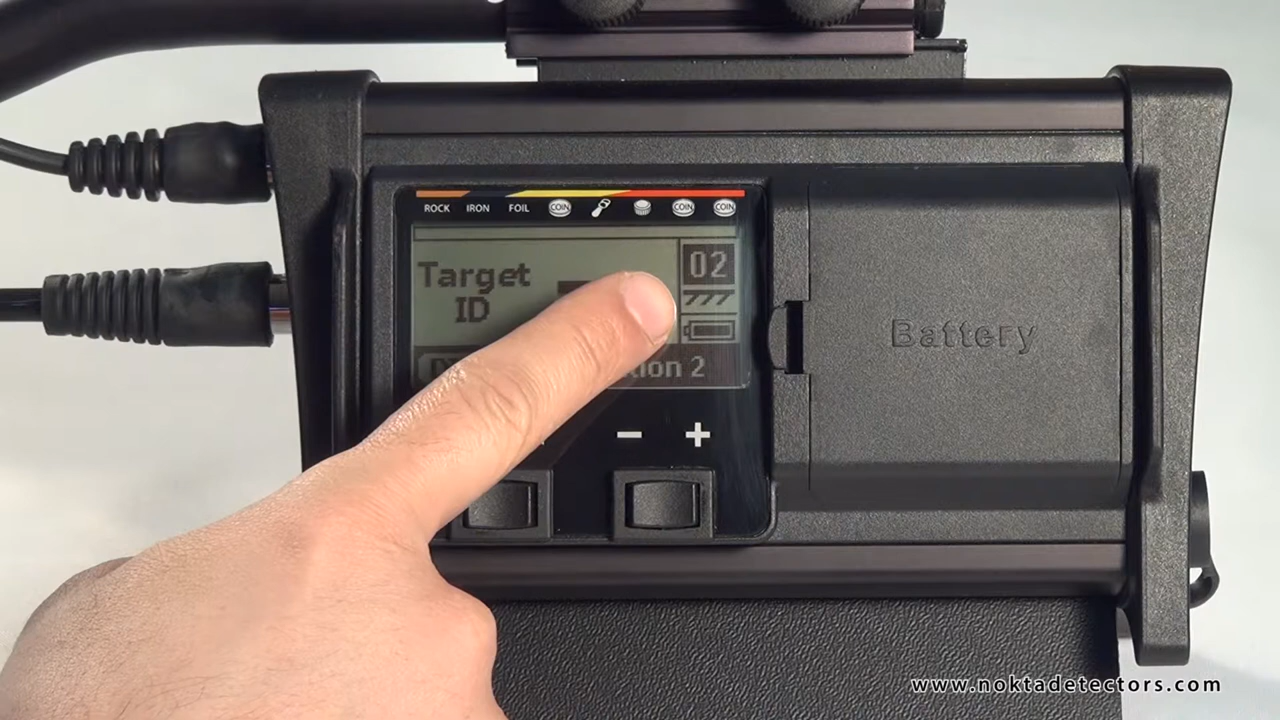 ROCK IRON FOIL COIN COIN COIN
Target
ID
02
2
− +
Battery
www.noktadetectors.com